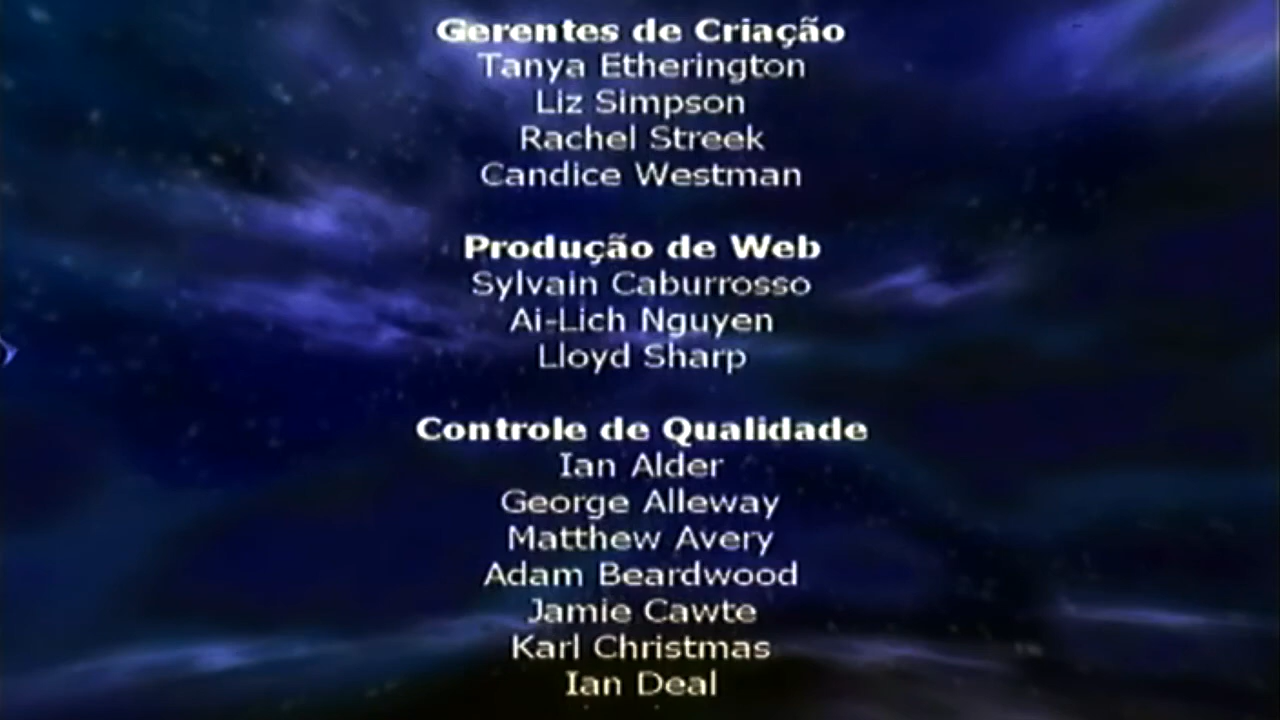 Gerentes de Criação
Tanya Etherington
Liz Simpson
Rachel Streek
Candice Westman
Produção de Web
Sylvain Caburrosso
Ai-Lich Nguyen
Lloyd Sharp
Controle de Qualidade
Ian Alder
George Alleway
Matthew Avery
Adam Beardwood
Jamie Cawte
Karl Christmas
Ian Deal